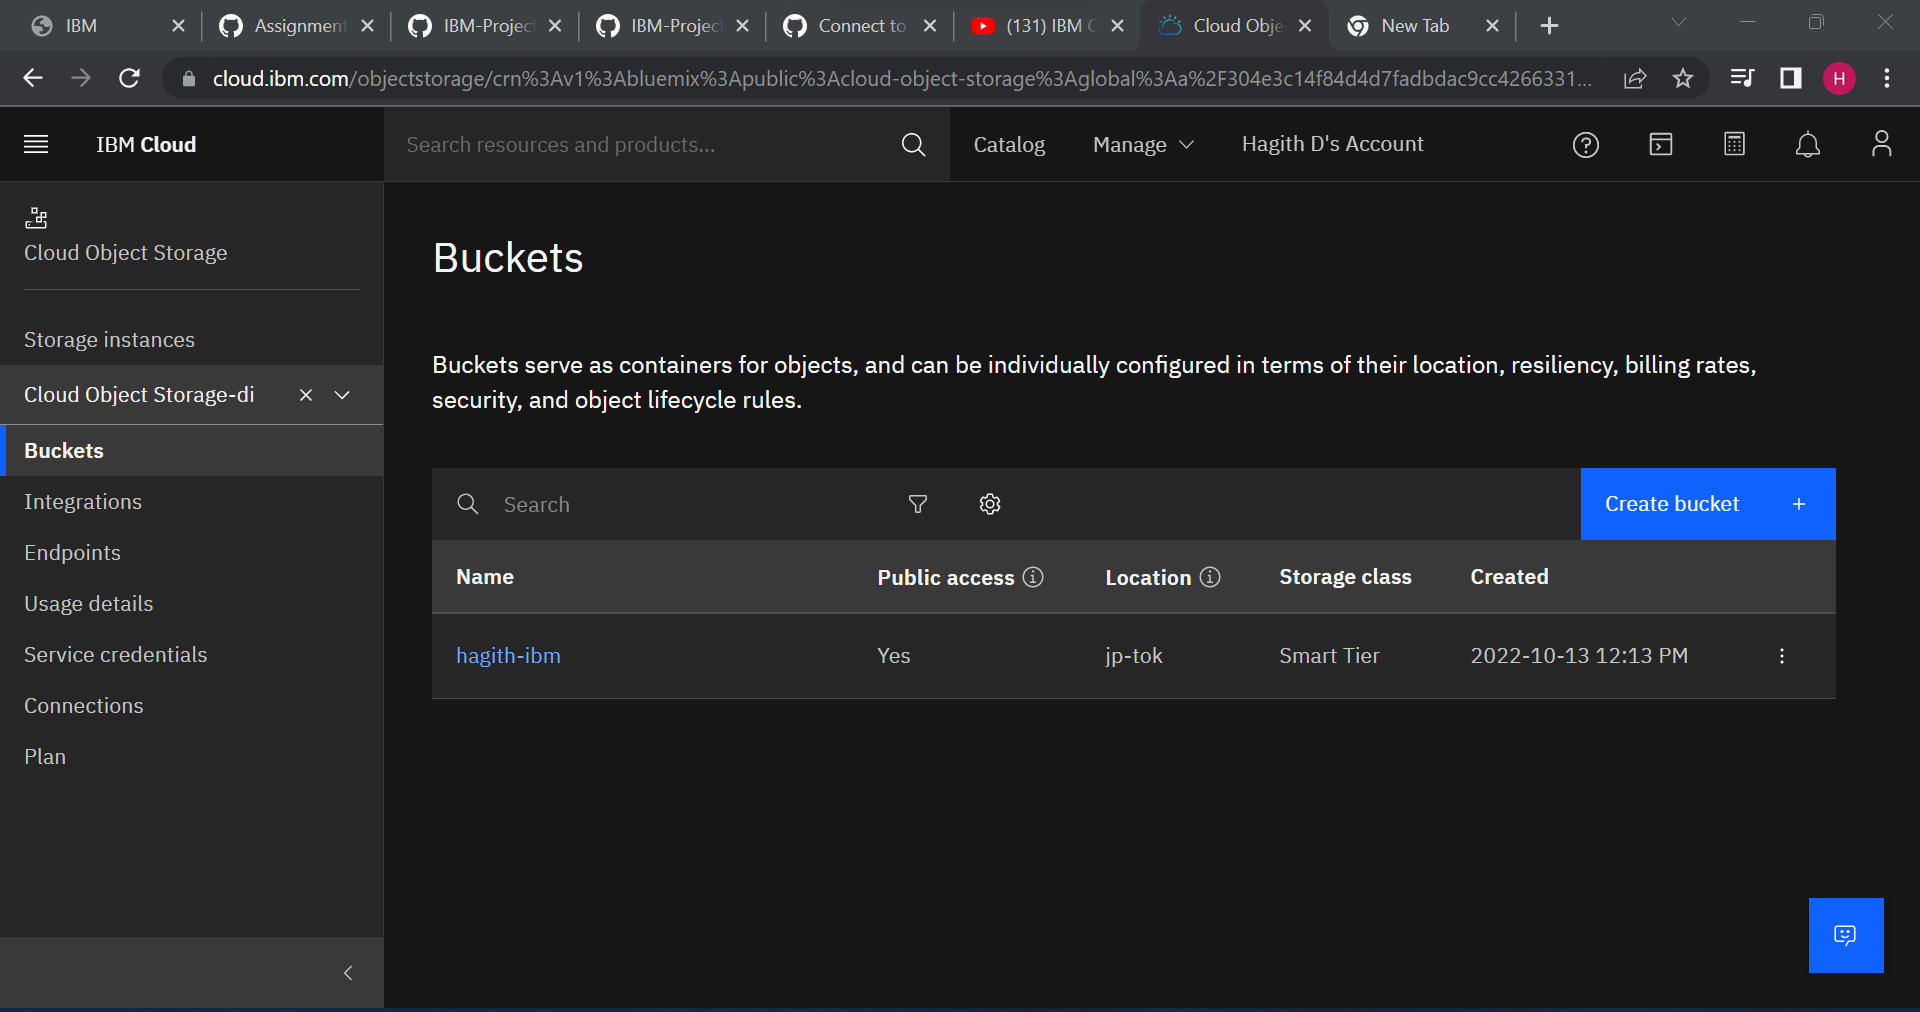 IBM
Assignment
IBM-Project
IBM-Project
Connect to
(131) IBM C
Cloud Obje
New Tab
cloud.ibm.com/objectstorage/crn%3Av1%3Abluemix%3Apublic%3Acloud-object-storage%3Aglobal%3Aa%2F304e3c14f84d4d7fadbdac9cc4266331...
H
IBM Cloud
Search resources and products...
Catalog
Manage
Hagith D's Account
Cloud Object Storage
Storage instances
Cloud Object Storage-di
Buckets
Integrations
Endpoints
Usage details
Service credentials
Connections
Plan
Buckets
Buckets serve as containers for objects, and can be individually configured in terms of their location, resiliency, billing rates,
security, and object lifecycle rules.
Search
Create bucket +
Name Public access Location Storage class Created
hagith-ibm Yes jp-tok Smart Tier 2022-10-13 12:13 PM